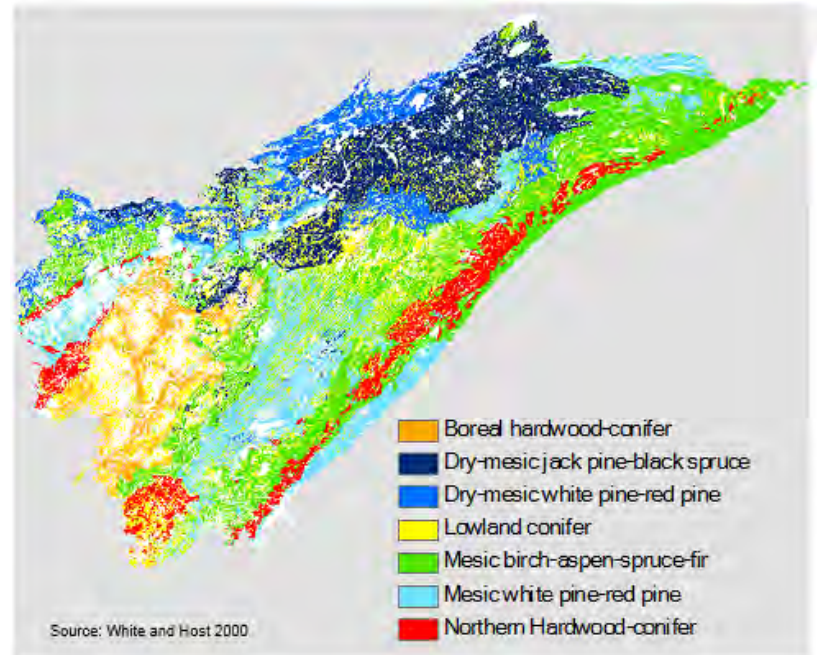 Boreal hardwood-conifer
Dry-mesic jack pine-black spruce
Dry-mesic white pine-red pine
Lowland conifer
Mesic birch-aspen-spruce-fir
Mesic white pine-red pine
Northern Hardwood-conifer
Source: White and Host 2000